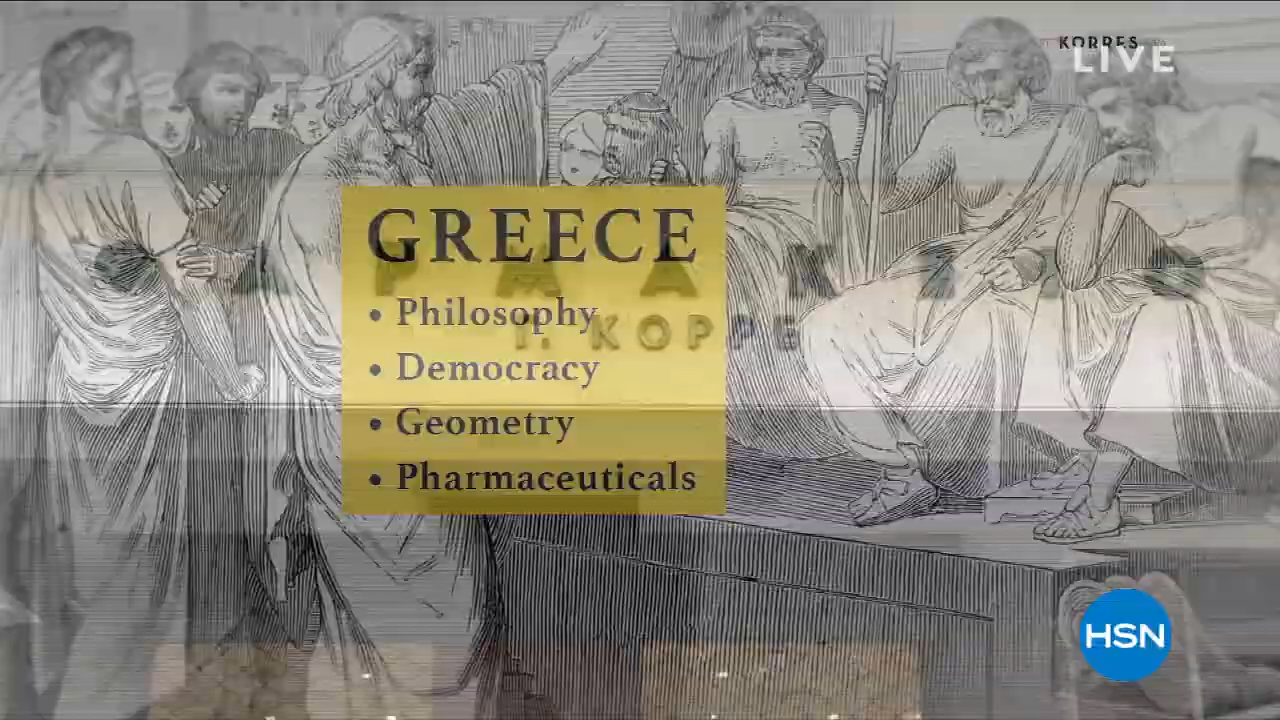 KORRES
LIVE
GREECE
• Philosophy
• Democracy
• Geometry
• Pharmaceuticals
HSN